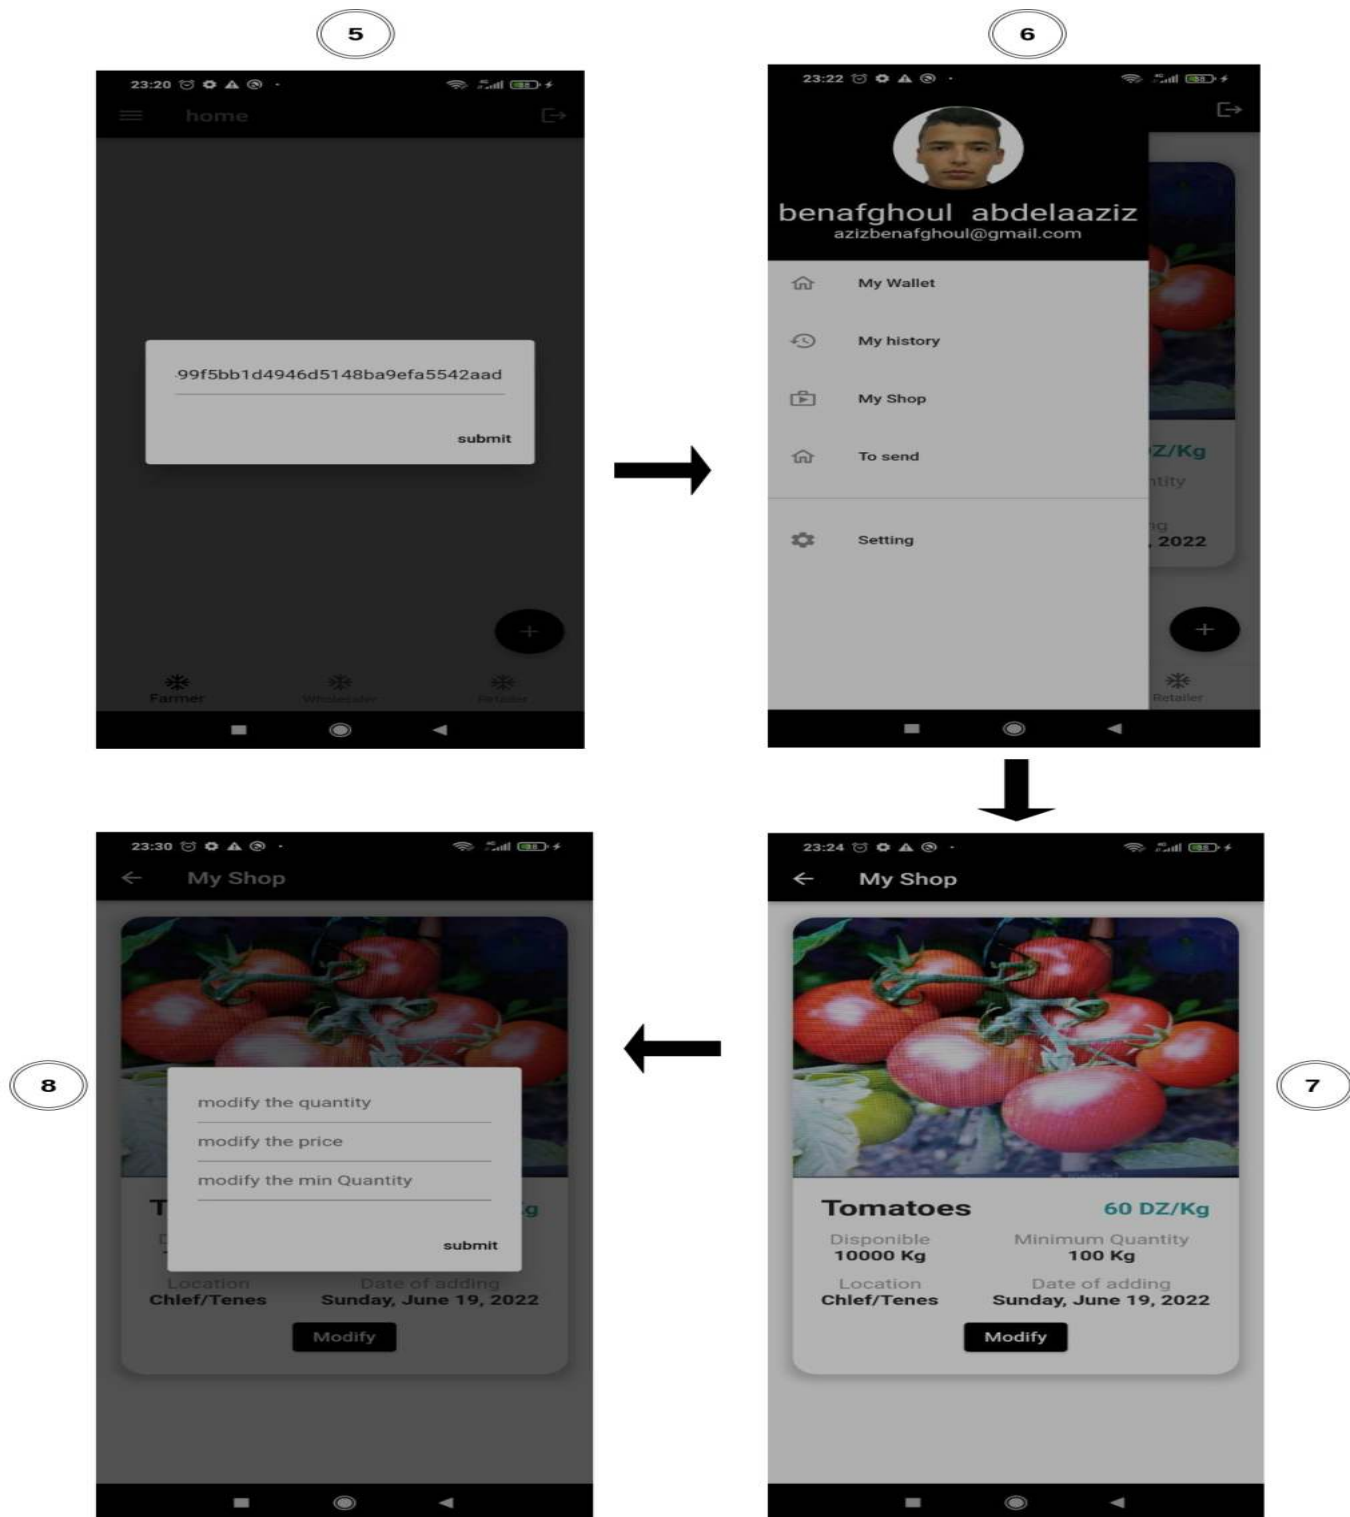 5
23:20
home
99f5bb1d4946d5148ba9efa5542aad
submit
Farmer
Wholesaler
Retailer
6
23:22
benafghoul abdelaaziz
azizbenafghoul@gmail.com
My Wallet
My history
My Shop
To send
Setting
Z/Kg
ntity
ng
, 2022
Retailer
8
23:30
My Shop
modify the quantity
modify the price
modify the min Quantity
submit
T
g
Location
Date of adding
Chlef/Tenes
Sunday, June 19, 2022
Modify
7
23:24
My Shop
Tomatoes
60 DZ/Kg
Disponible
Minimum Quantity
10000 Kg
100 Kg
Location
Date of adding
Chlef/Tenes
Sunday, June 19, 2022
Modify